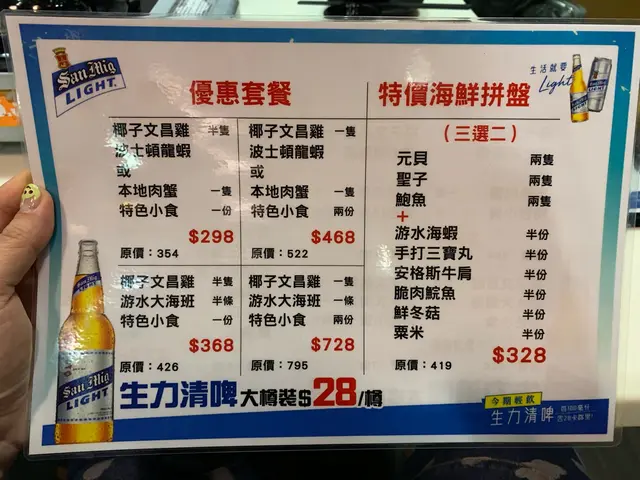 San Mig
LIGHT
優惠套餐
椰子文昌雞 半隻
波士頓龍蝦
或
本地肉蟹 一隻
特色小食 一份
$298
原價：354
椰子文昌雞 一隻
波士頓龍蝦
或
本地肉蟹 一隻
特色小食 兩份
$468
原價：522
椰子文昌雞 半隻
游水大海班 半條
特色小食 一份
$368
原價：426
椰子文昌雞 一隻
游水大海班 一條
特色小食 兩份
$728
原價：795
生活就要
Light
特價海鮮拼盤
（三選二）
元貝 兩隻
聖子 兩隻
鮑魚 兩隻
+
游水海蝦 半份
手打三寶丸 半份
安格斯牛肩 半份
脆肉鯇魚 半份
鮮冬菇 半份
粟米 半份
$328
原價：419
San Mig
LIGHT
生力清啤 大樽裝$28/樽
今期輕飲
生力清啤